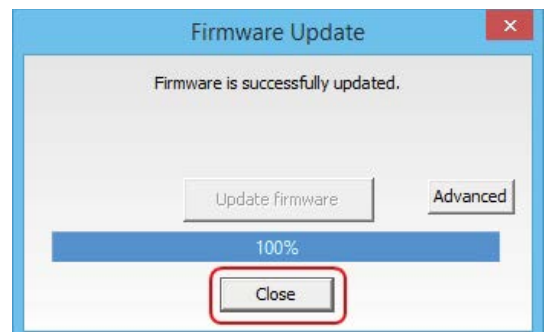 Firmware Update
Firmware is successfully updated.
Update firmware
Advanced
100%
Close